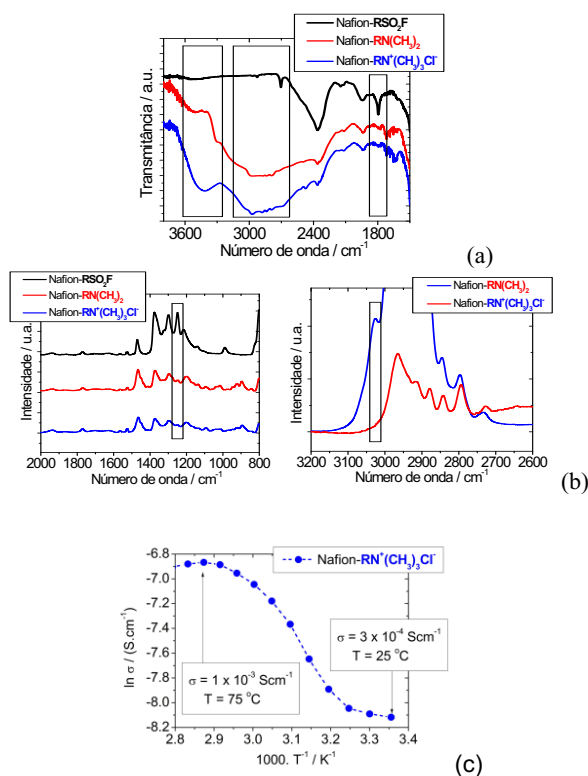 Nafion-RSO₂F
Nafion-RN(CH₃)₂
Nafion-RN⁺(CH₃)₃Cl⁻
Transmitância / a.u.
3600 3000 2400 1800
Número de onda / cm⁻¹
(a)
Nafion-RSO₂F
Nafion-RN(CH₃)₂
Nafion-RN⁺(CH₃)₃Cl⁻
Intensidade / u.a.
2000 1800 1600 1400 1200 1000 800
Número de onda / cm⁻¹
Nafion-RN(CH₃)₂
Nafion-RN⁺(CH₃)₃Cl⁻
Intensidade / u.a.
3200 3100 3000 2900 2800 2700 2600
Número de onda / cm⁻¹
(b)
Nafion-RN⁺(CH₃)₃Cl⁻
ln σ / (S.cm⁻¹)
-6.8
-7.0
-7.2
-7.4
-7.6
-7.8
-8.0
-8.2
σ = 1 x 10⁻³ Scm⁻¹
T = 75 °C
σ = 3 x 10⁻⁴ Scm⁻¹
T = 25 °C
2.8 2.9 3.0 3.1 3.2 3.3 3.4
1000. T⁻¹ / K⁻¹
(c)